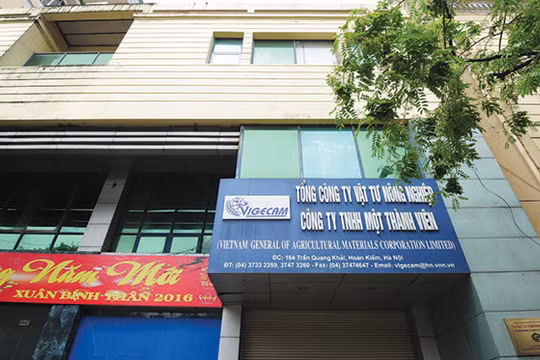 VIGECAM
TỔNG CÔNG TY VẬT TƯ NÔNG NGHIỆP
CÔNG TY TNHH MỘT THÀNH VIÊN
(VIETNAM GENERAL OF AGRICULTURAL MATERIALS CORPORATION LIMITED)
ĐC: 164 Trần Quang Khải, Hoàn Kiếm, Hà Nội
ĐT: (04) 3733 2359, 3747 3260 - Fax: (04) 37474647 - Email: vigecam@hn.vnn.vn
Năm Mới
XUÂN BÍNH THÂN 2016